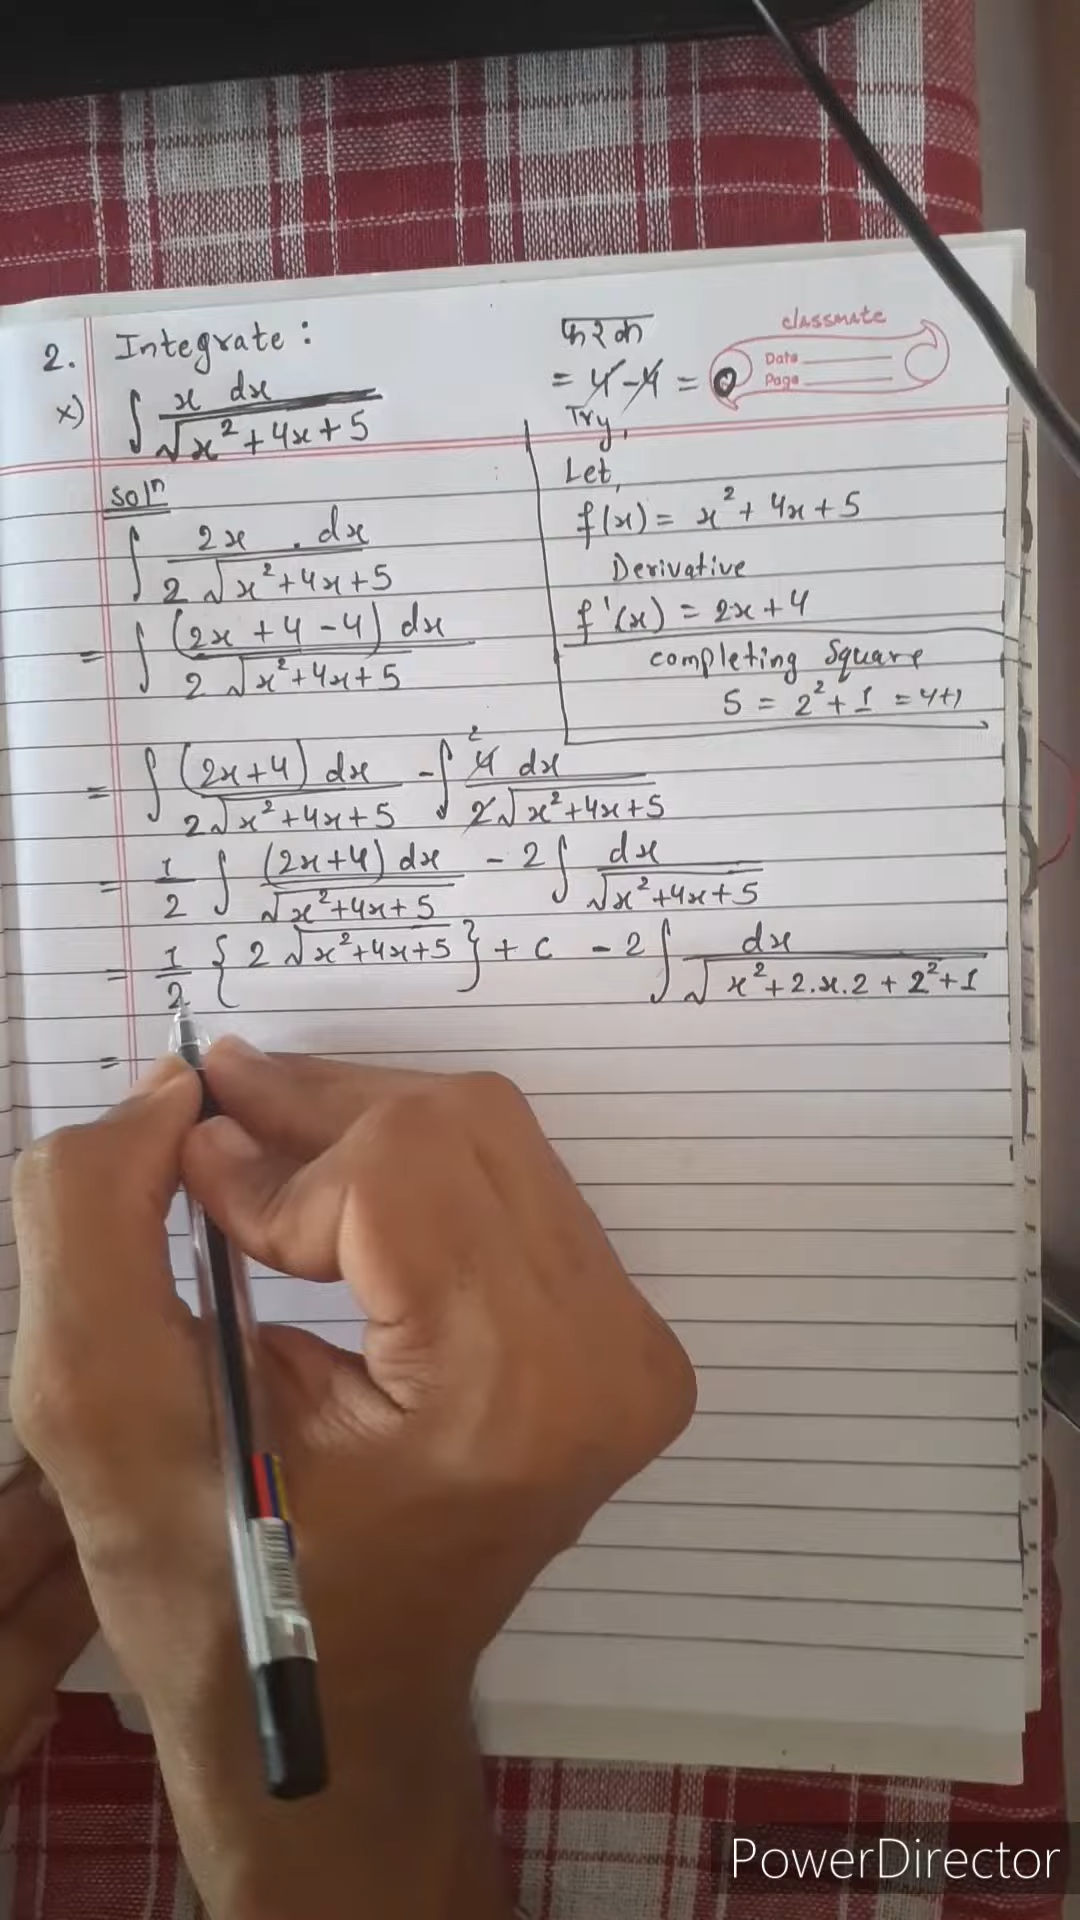 2. Integrate :
x) ∫ x dx / √(x² + 4x + 5)
फरक
= 4 - 4 = 0
classmate
Date
Page
Try,
Let,
f(x) = x² + 4x + 5
Derivative
f'(x) = 2x + 4
completing Square
5 = 2² + 1 = 4+1
Solⁿ
∫ 2x . dx / 2√(x² + 4x + 5)
= ∫ (2x + 4 - 4) dx / 2√(x² + 4x + 5)
= ∫ (2x+4) dx / 2√(x² + 4x + 5) - ∫ 4 2 dx / 2√(x² + 4x + 5)
= 1/2 ∫ (2x+4) dx / √(x² + 4x + 5) - 2 ∫ dx / √(x² + 4x + 5)
= 1/2 { 2 √(x² + 4x + 5) } + c - 2 ∫ dx / √(x² + 2.x.2 + 2² + 1)
=
PowerDirector